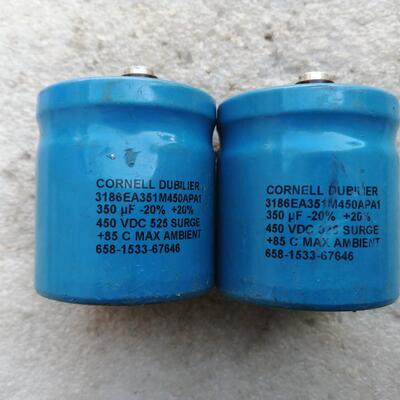 CORNELL DUBILIER
3186EA351M450APA1
350 µF -20% +20%
450 VDC 525 SURGE
+85 C MAX AMBIENT
658-1533-67646
CORNELL DUBILIER
3186EA351M450APA1
350 µF -20% +20%
450 VDC 525 SURGE
+85 C MAX AMBIENT
658-1533-67646